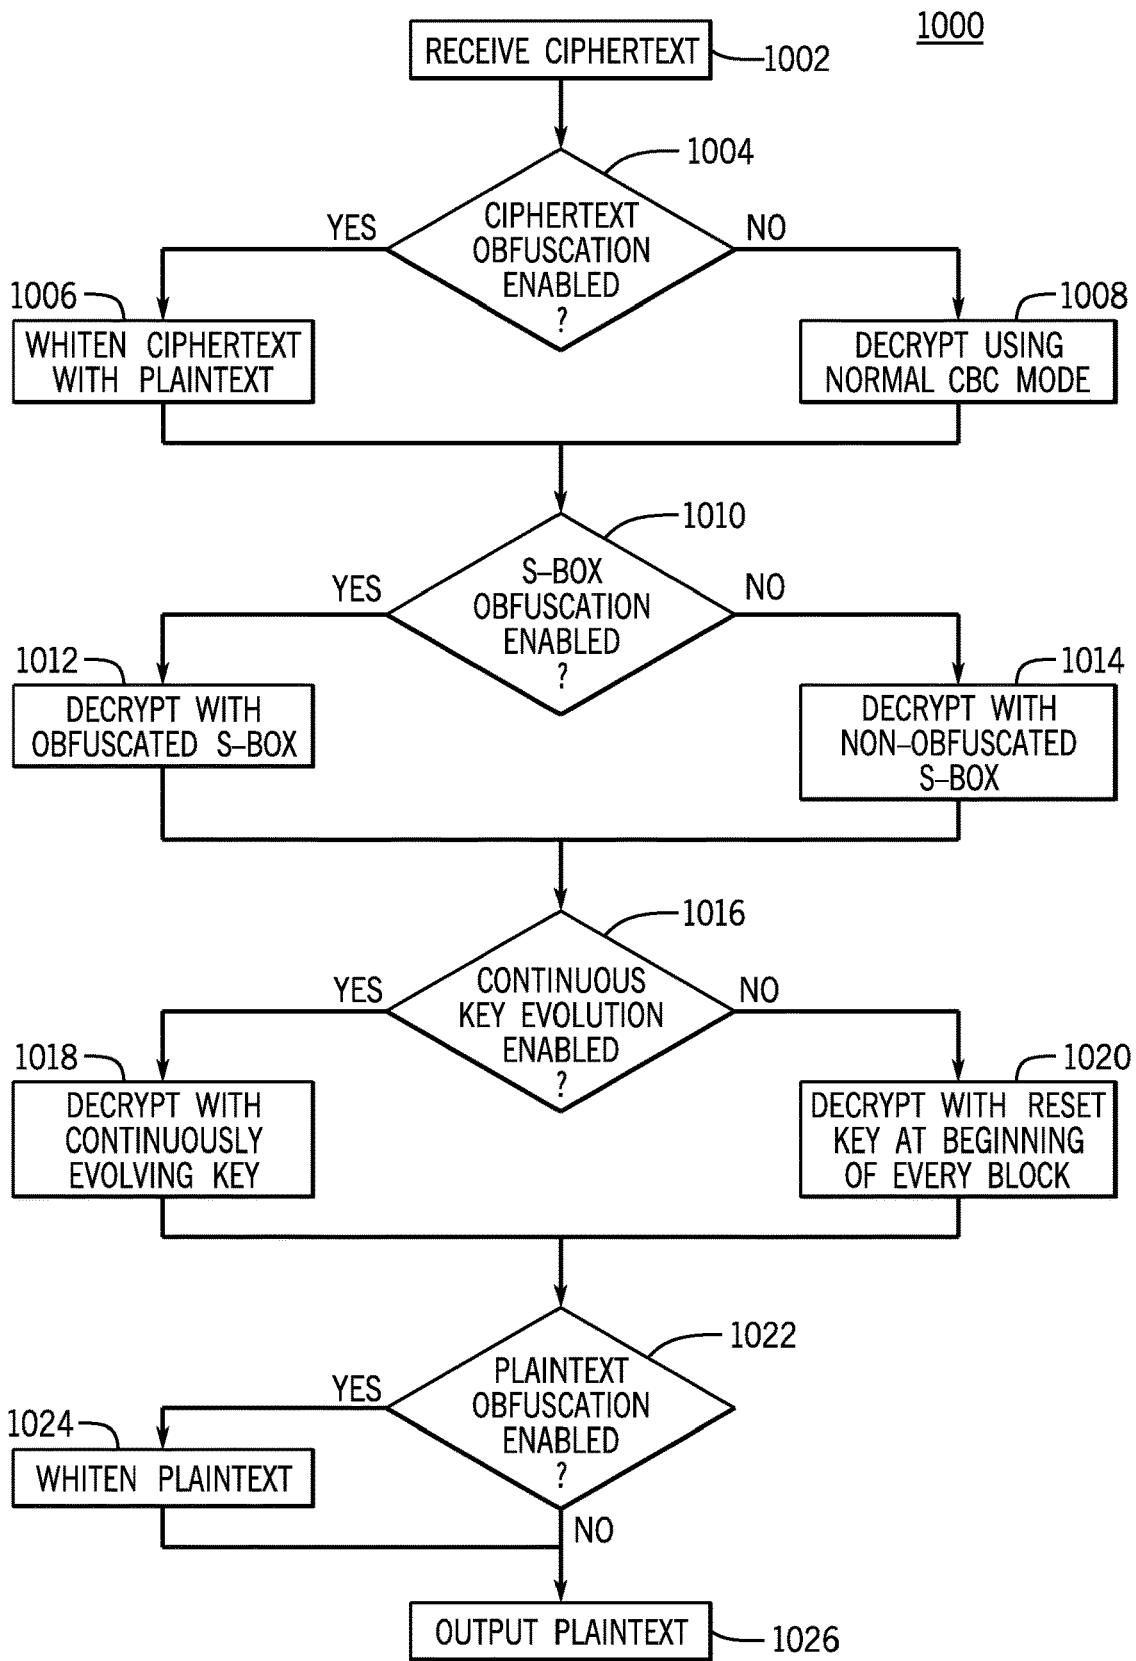 1000
RECEIVE CIPHERTEXT
1002
1004
CIPHERTEXT
OBFUSCATION
ENABLED
?
YES
NO
1006
WHITEN CIPHERTEXT
WITH PLAINTEXT
1008
DECRYPT USING
NORMAL CBC MODE
1010
S–BOX
OBFUSCATION
ENABLED
?
YES
NO
1012
DECRYPT WITH
OBFUSCATED S–BOX
1014
DECRYPT WITH
NON–OBFUSCATED
S–BOX
1016
CONTINUOUS
KEY EVOLUTION
ENABLED
?
YES
NO
1018
DECRYPT WITH
CONTINUOUSLY
EVOLVING KEY
1020
DECRYPT WITH RESET
KEY AT BEGINNING
OF EVERY BLOCK
1022
PLAINTEXT
OBFUSCATION
ENABLED
?
YES
1024
WHITEN PLAINTEXT
NO
OUTPUT PLAINTEXT
1026